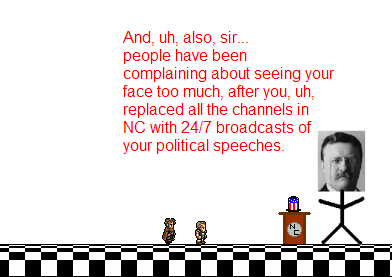 And, uh, also, sir...
people have been
complaining about seeing your
face too much, after you, uh,
replaced all the channels in
NC with 24/7 broadcasts of
your political speeches.
NC